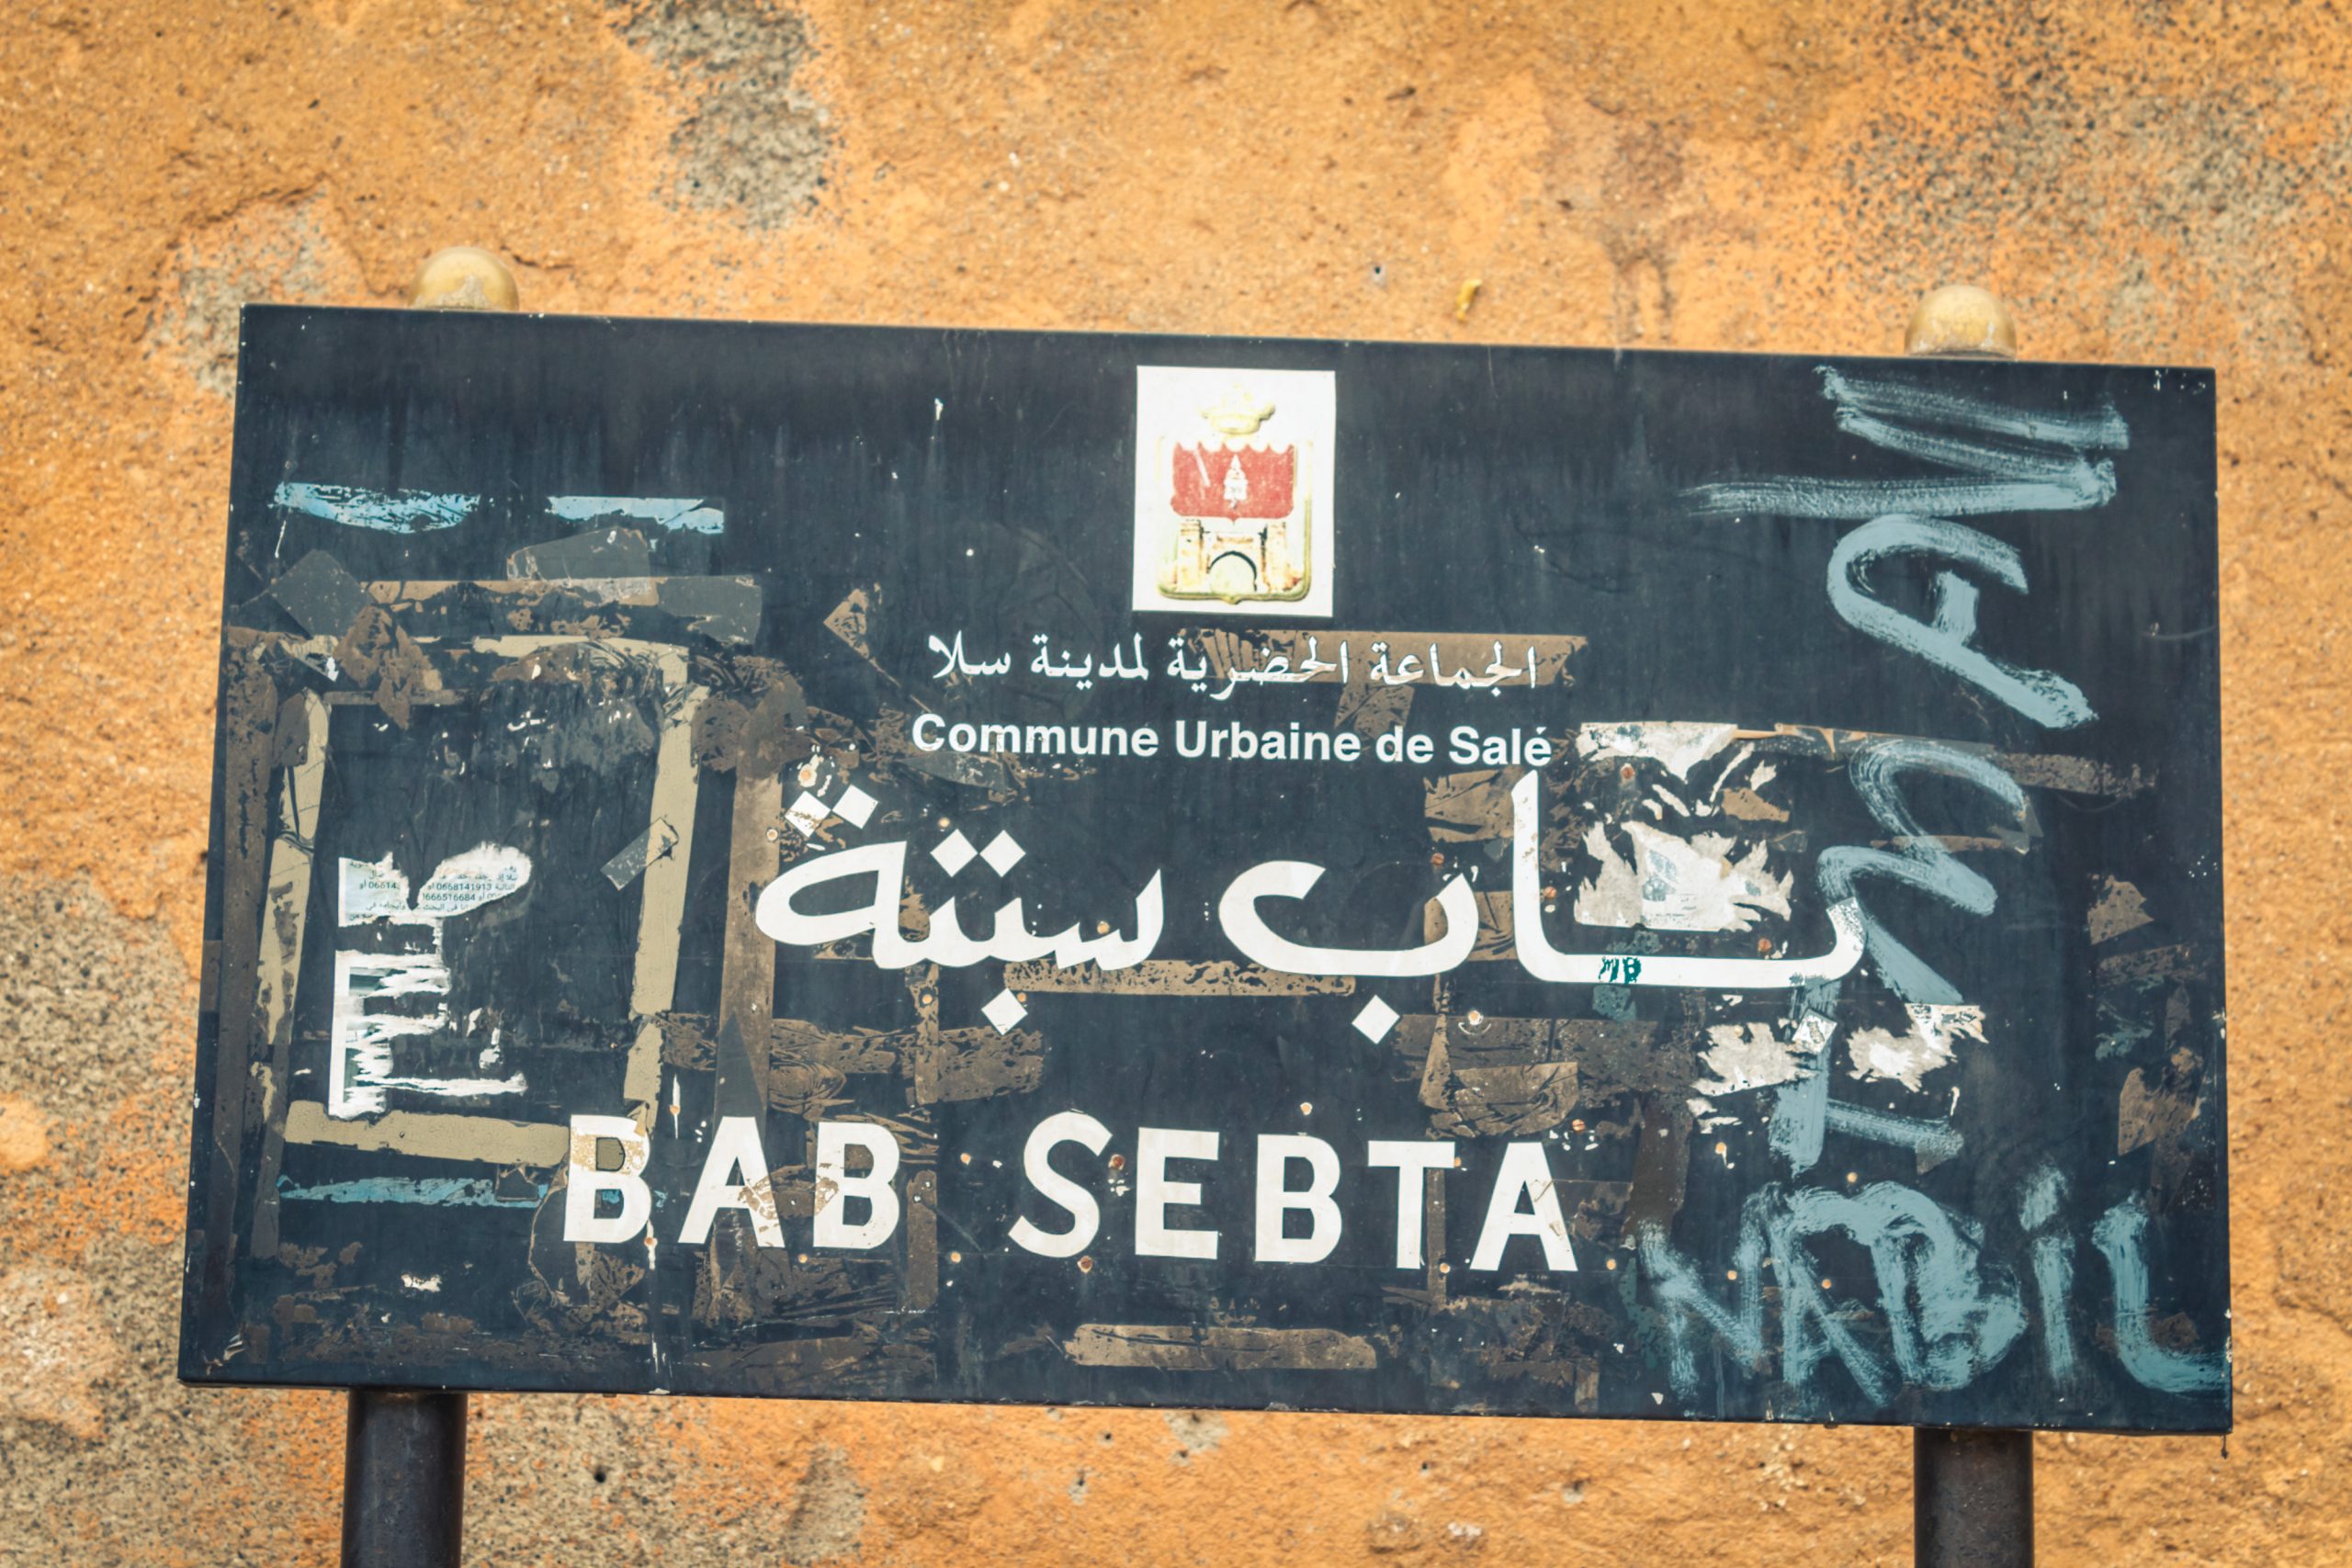 الجماعة الحضرية لمدينة سلا
Commune Urbaine de Salé
باب سبتة
BAB SEBTA
NABIL